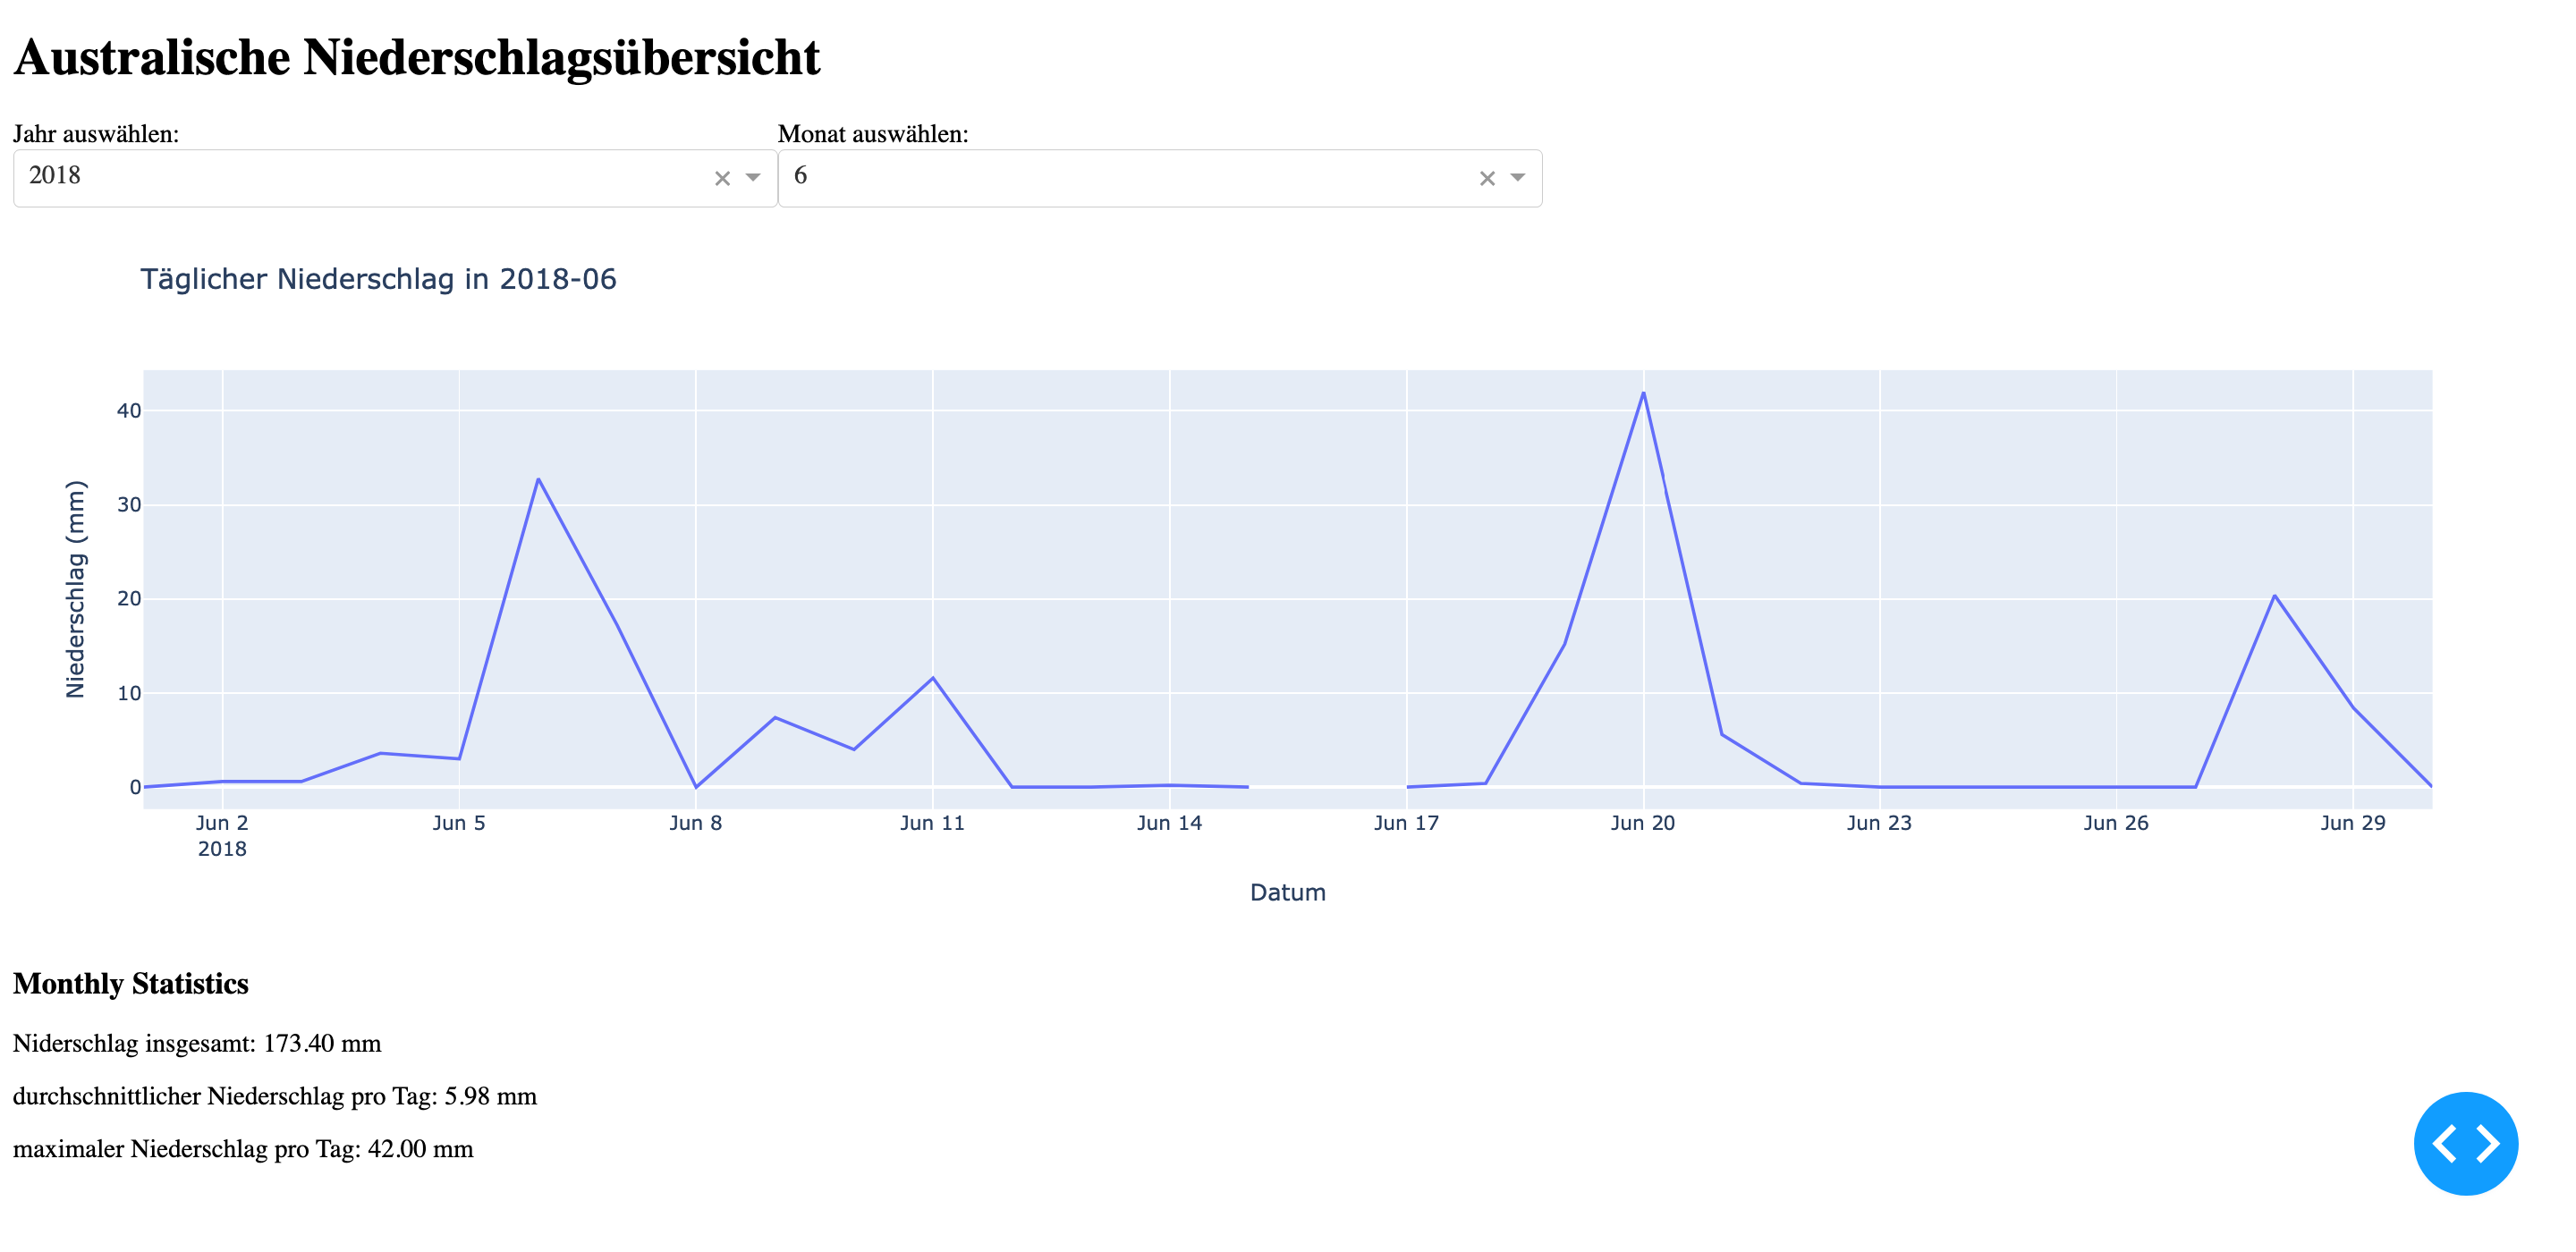 Australische Niederschlagsübersicht
Jahr auswählen:
Monat auswählen:
2018
6
Täglicher Niederschlag in 2018-06
40
30
20
10
0
Niederschlag (mm)
Jun 2
2018
Jun 5
Jun 8
Jun 11
Jun 14
Jun 17
Jun 20
Jun 23
Jun 26
Jun 29
Datum
Monthly Statistics
Niderschlag insgesamt: 173.40 mm
durchschnittlicher Niederschlag pro Tag: 5.98 mm
maximaler Niederschlag pro Tag: 42.00 mm